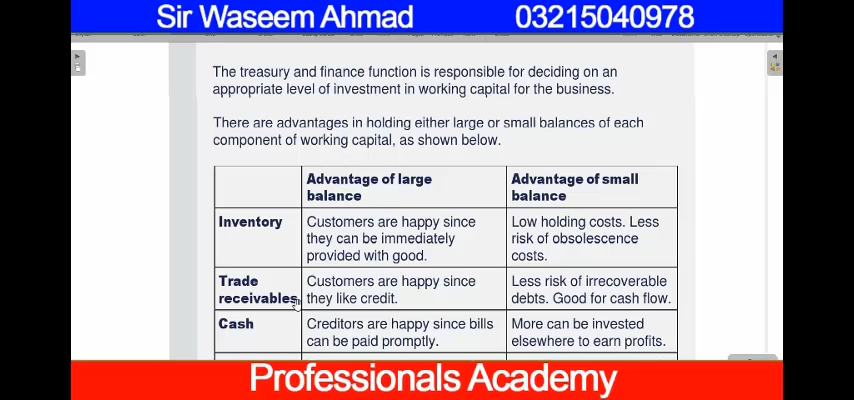 Sir Waseem Ahmad 03215040978
The treasury and finance function is responsible for deciding on an
appropriate level of investment in working capital for the business.
There are advantages in holding either large or small balances of each
component of working capital, as shown below.
Advantage of large
balance
Advantage of small
balance
Inventory
Customers are happy since
they can be immediately
provided with good.
Low holding costs. Less
risk of obsolescence
costs.
Trade
receivables
Customers are happy since
they like credit.
Less risk of irrecoverable
debts. Good for cash flow.
Cash
Creditors are happy since bills
can be paid promptly.
More can be invested
elsewhere to earn profits.
Professionals Academy